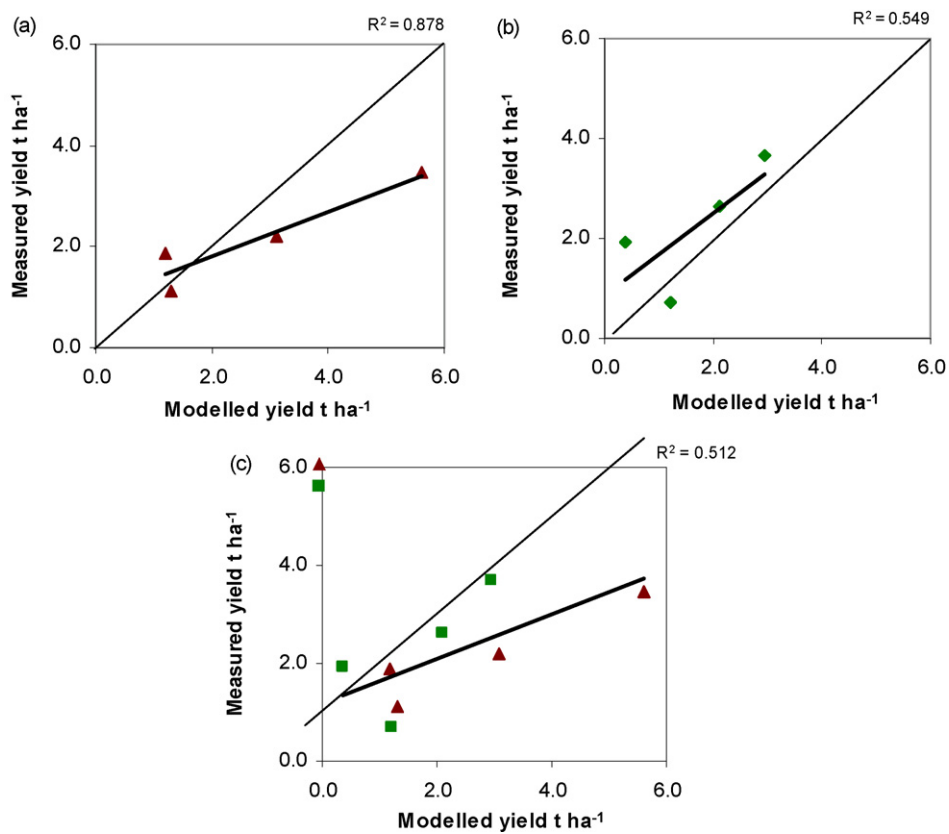 (a)
R² = 0.878
6.0
4.0
2.0
0.0
Measured yield t ha⁻¹
0.0 2.0 4.0 6.0
Modelled yield t ha⁻¹
(b)
R² = 0.549
6.0
4.0
2.0
0.0
Measured yield t ha⁻¹
0.0 2.0 4.0 6.0
Modelled yield t ha⁻¹
(c)
R² = 0.512
6.0
4.0
2.0
0.0
Measured yield t ha⁻¹
0.0 2.0 4.0 6.0
Modelled yield t ha⁻¹